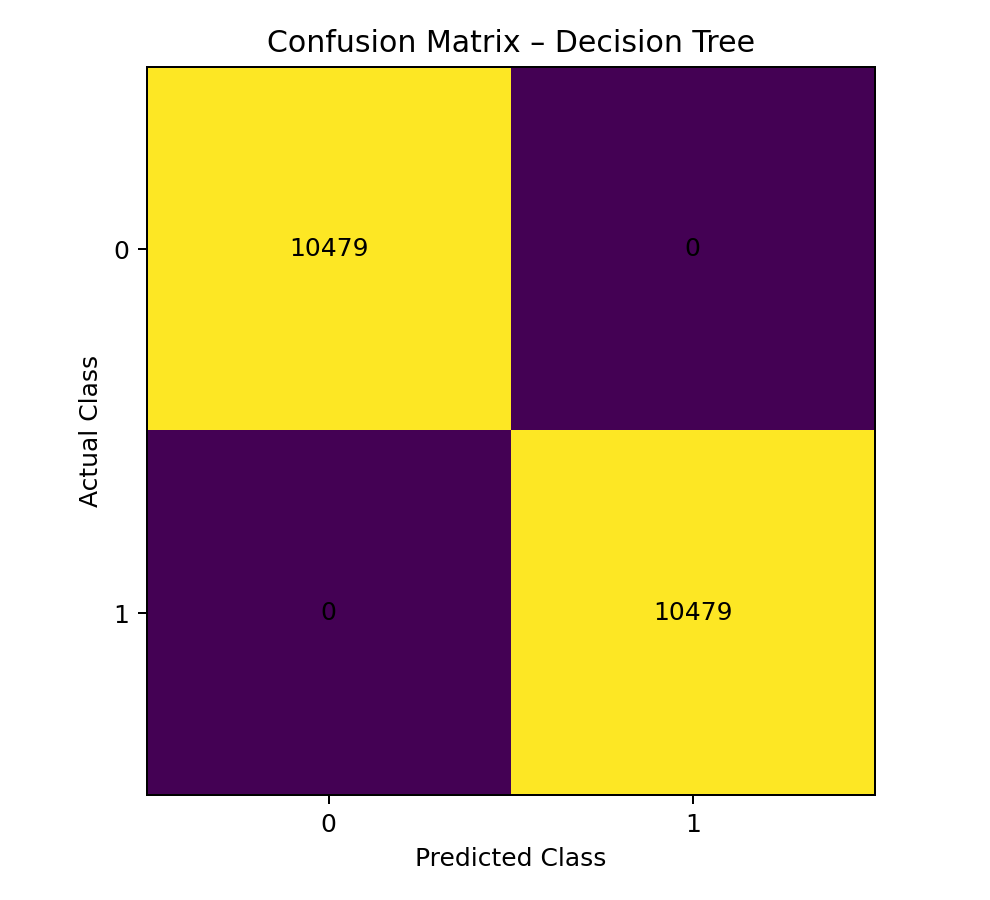 Confusion Matrix – Decision Tree
Actual Class
0
10479
0
1
0
10479
0
1
Predicted Class